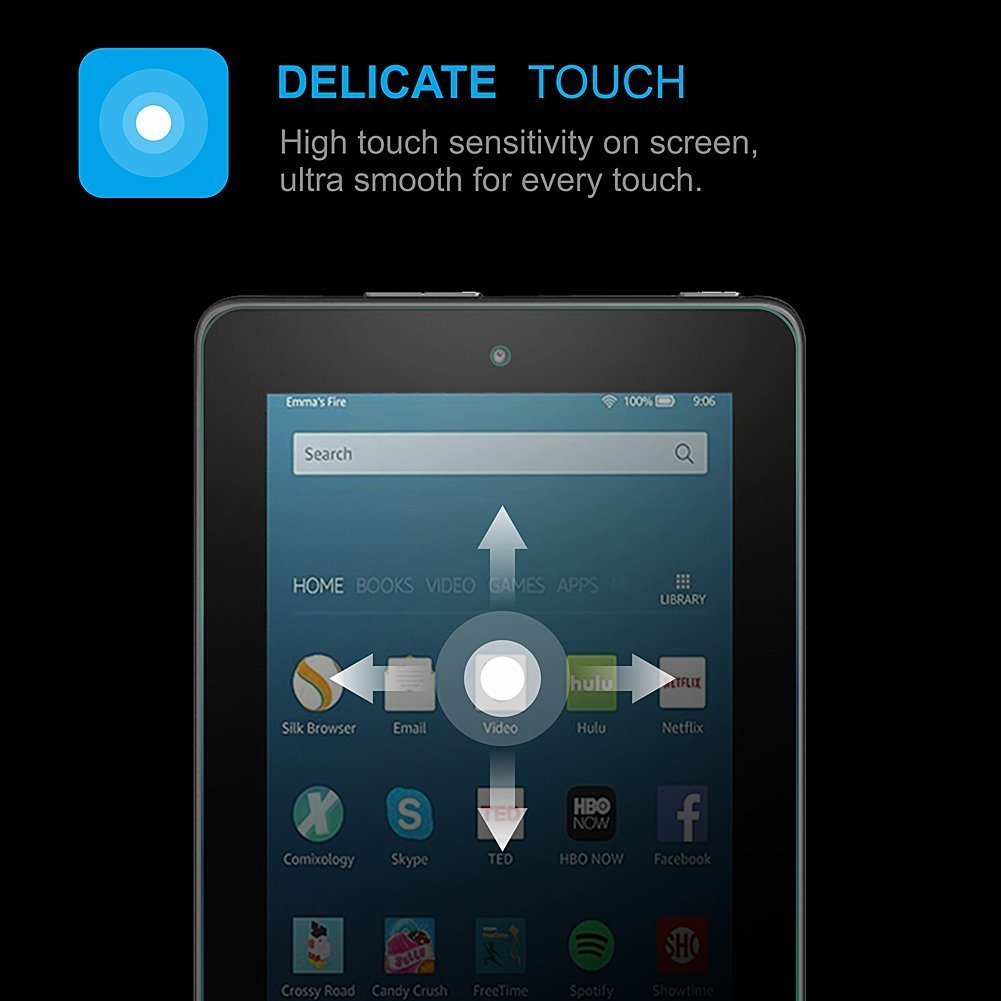 DELICATE TOUCH
High touch sensitivity on screen,
ultra smooth for every touch.
Emma's Fire 100% 9:06
Search
HOME BOOKS VIDEO GAMES APPS
LIBRARY
hulu NETFLIX
Silk Browser Email Video Hulu Netflix
S TED HBO NOW f
Comixology Skype TED HBO NOW Facebook
JELLY SHO
Crossy Road Candy Crush FreeTime Spotify Showtime